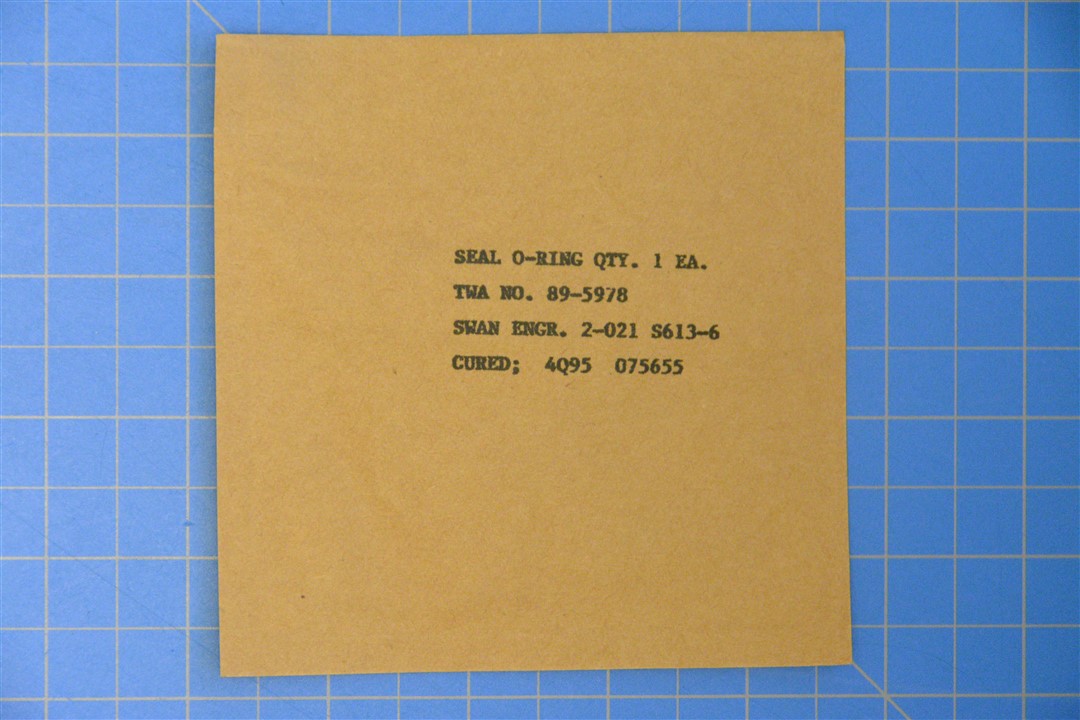 SEAL O-RING QTY. 1 EA.
TWA NO. 89-5978
SWAN ENGR. 2-021 S613-6
CURED; 4Q95 075655